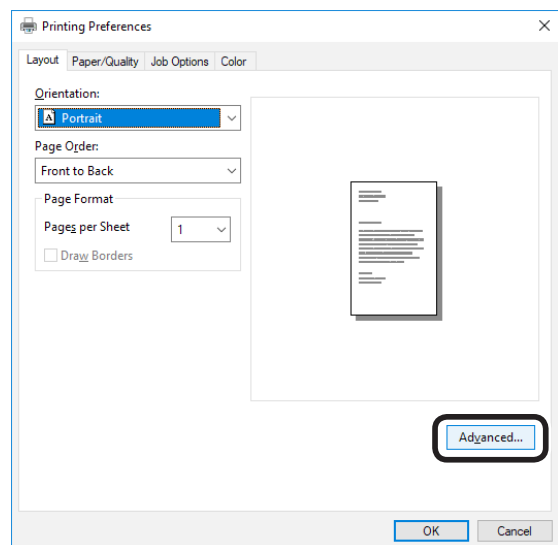 Printing Preferences
Layout Paper/Quality Job Options Color
Orientation:
A Portrait
Page Order:
Front to Back
Page Format
Pages per Sheet 1
Draw Borders
Advanced...
OK Cancel